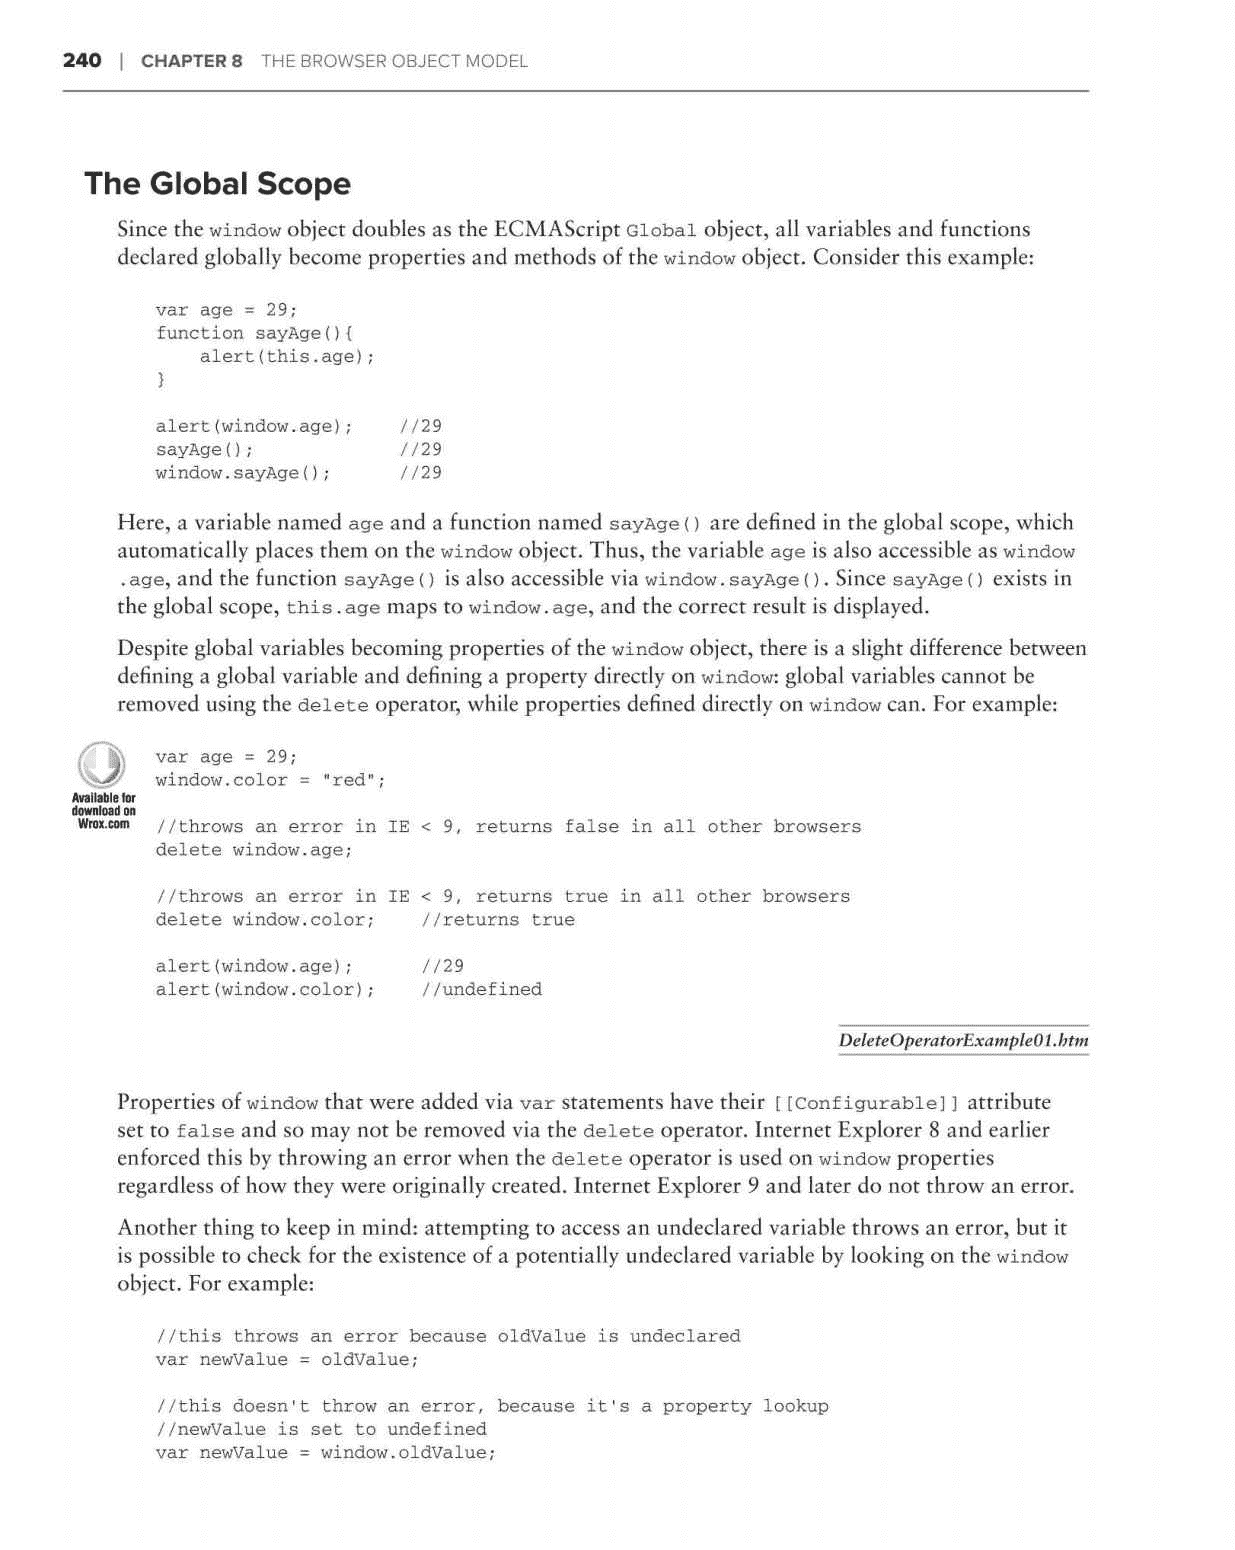 240 | CHAPTER 8 THE BROWSER OBJECT MODEL
The Global Scope
Since the window object doubles as the ECMAScript Global object, all variables and functions
declared globally become properties and methods of the window object. Consider this example:
var age = 29;
function sayAge(){
    alert(this.age);
}
alert(window.age);    //29
sayAge();             //29
window.sayAge();      //29
Here, a variable named age and a function named sayAge() are defined in the global scope, which
automatically places them on the window object. Thus, the variable age is also accessible as window
.age, and the function sayAge() is also accessible via window.sayAge(). Since sayAge() exists in
the global scope, this.age maps to window.age, and the correct result is displayed.
Despite global variables becoming properties of the window object, there is a slight difference between
defining a global variable and defining a property directly on window: global variables cannot be
removed using the delete operator, while properties defined directly on window can. For example:
Available for
download on
Wrox.com
var age = 29;
window.color = "red";
//throws an error in IE < 9, returns false in all other browsers
delete window.age;
//throws an error in IE < 9, returns true in all other browsers
delete window.color;    //returns true
alert(window.age);      //29
alert(window.color);    //undefined
DeleteOperatorExample01.htm
Properties of window that were added via var statements have their [[Configurable]] attribute
set to false and so may not be removed via the delete operator. Internet Explorer 8 and earlier
enforced this by throwing an error when the delete operator is used on window properties
regardless of how they were originally created. Internet Explorer 9 and later do not throw an error.
Another thing to keep in mind: attempting to access an undeclared variable throws an error, but it
is possible to check for the existence of a potentially undeclared variable by looking on the window
object. For example:
//this throws an error because oldValue is undeclared
var newValue = oldValue;
//this doesn't throw an error, because it's a property lookup
//newValue is set to undefined
var newValue = window.oldValue;